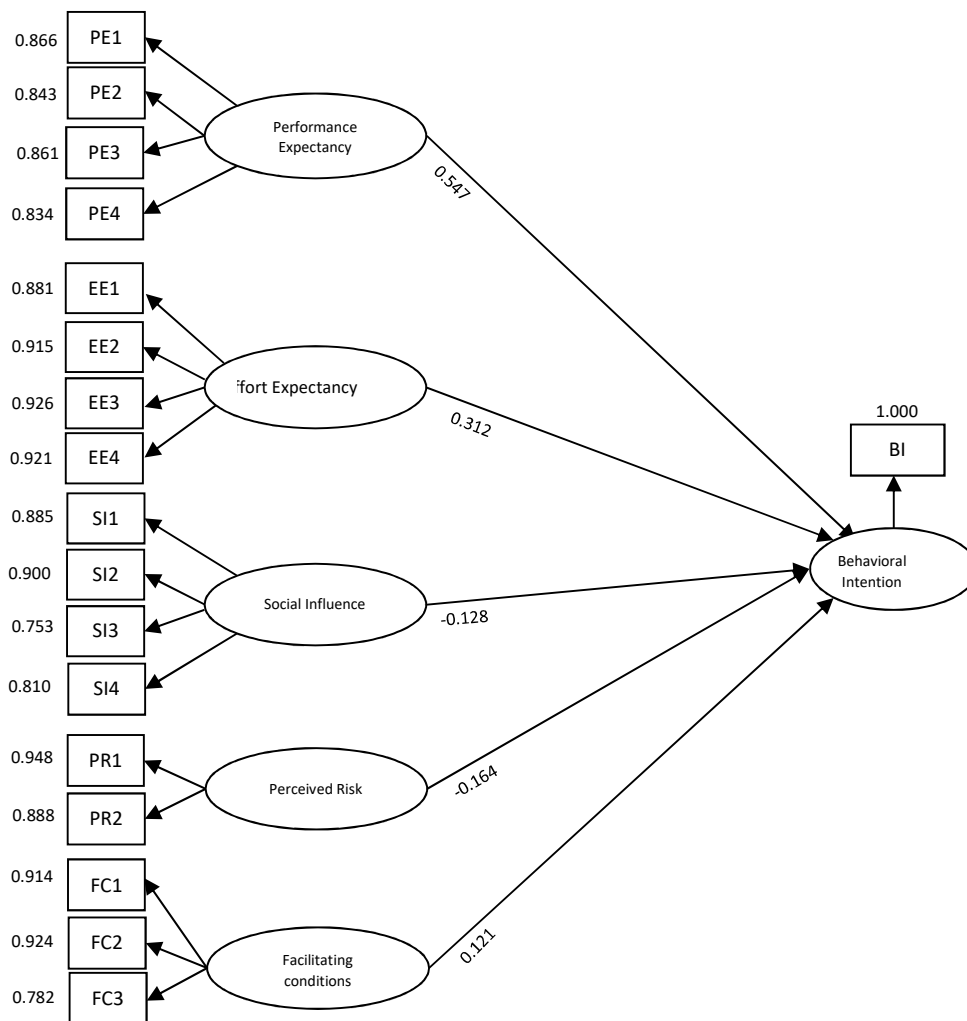 0.866
PE1
0.843
PE2
0.861
PE3
0.834
PE4
Performance
Expectancy
0.547
0.881
EE1
0.915
EE2
0.926
EE3
0.921
EE4
ffort Expectancy
0.312
1.000
BI
0.885
SI1
0.900
SI2
0.753
SI3
0.810
SI4
Social Influence
-0.128
Behavioral
Intention
0.948
PR1
0.888
PR2
Perceived Risk
-0.164
0.914
FC1
0.924
FC2
0.782
FC3
Facilitating
conditions
0.121